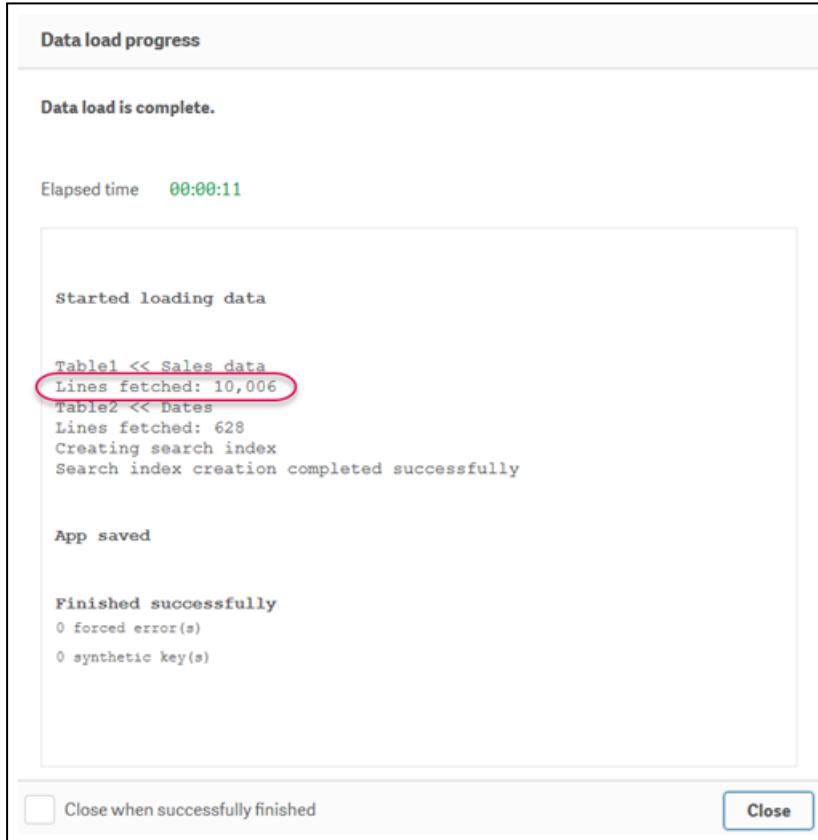 Data load progress
Data load is complete.
Elapsed time 00:00:11
Started loading data
Table1 << Sales data
Lines fetched: 10,006
Table2 << Dates
Lines fetched: 628
Creating search index
Search index creation completed successfully
App saved
Finished successfully
0 forced error(s)
0 synthetic key(s)
Close when successfully finished
Close